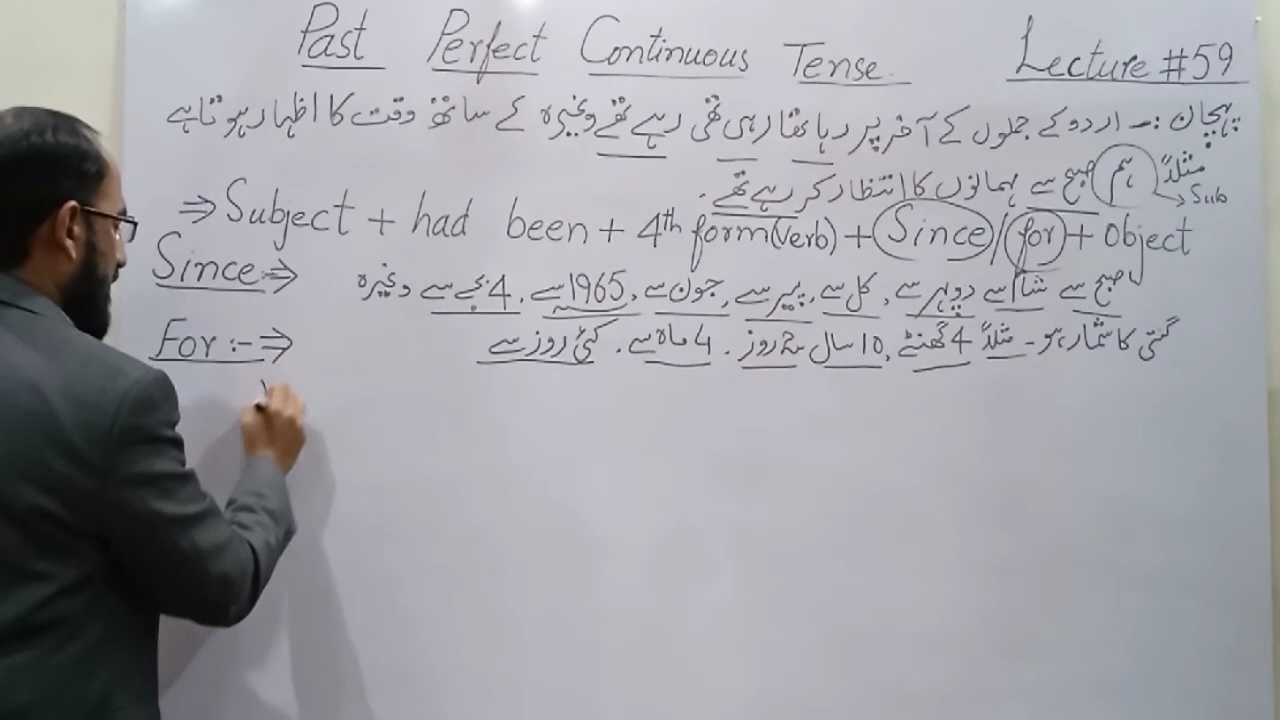 Past Perfect Continuous Tense Lecture #59
پہچان :۔ اردو کے جملوں کے آخر پر رہا تھا رہی تھی رہے تھے وغیرہ کے ساتھ وقت کا اظہار ہوتا ہے
مثلاً ہم صبح سے مہمانوں کا انتظار کر رہے تھے۔
Sub
⇒ Subject + had been + 4th form(verb) + Since/for + Object
Since:⇒ صبح سے شام سے دوپہر سے, کل سے, پیر سے, جون سے, 1965 سے, 4 بجے سے وغیرہ
For :-⇒ گنتی کا شمار ہو۔ مثلاً 4 گھنٹے, 10 سال سے روز. 4 ماہ سے. کئی روز سے